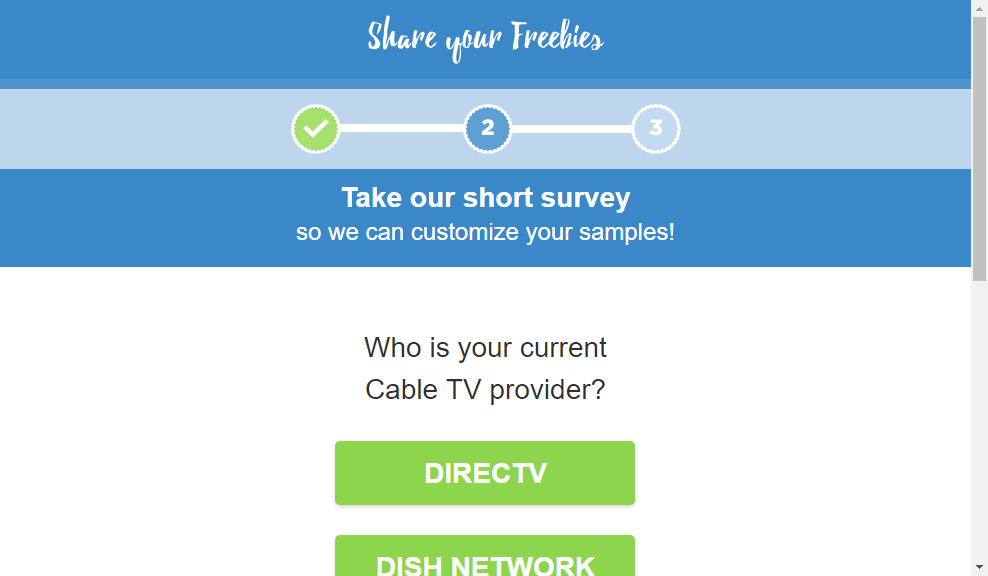 Share your Freebies
2 3
Take our short survey
so we can customize your samples!
Who is your current
Cable TV provider?
DIRECTV
DISH NETWORK